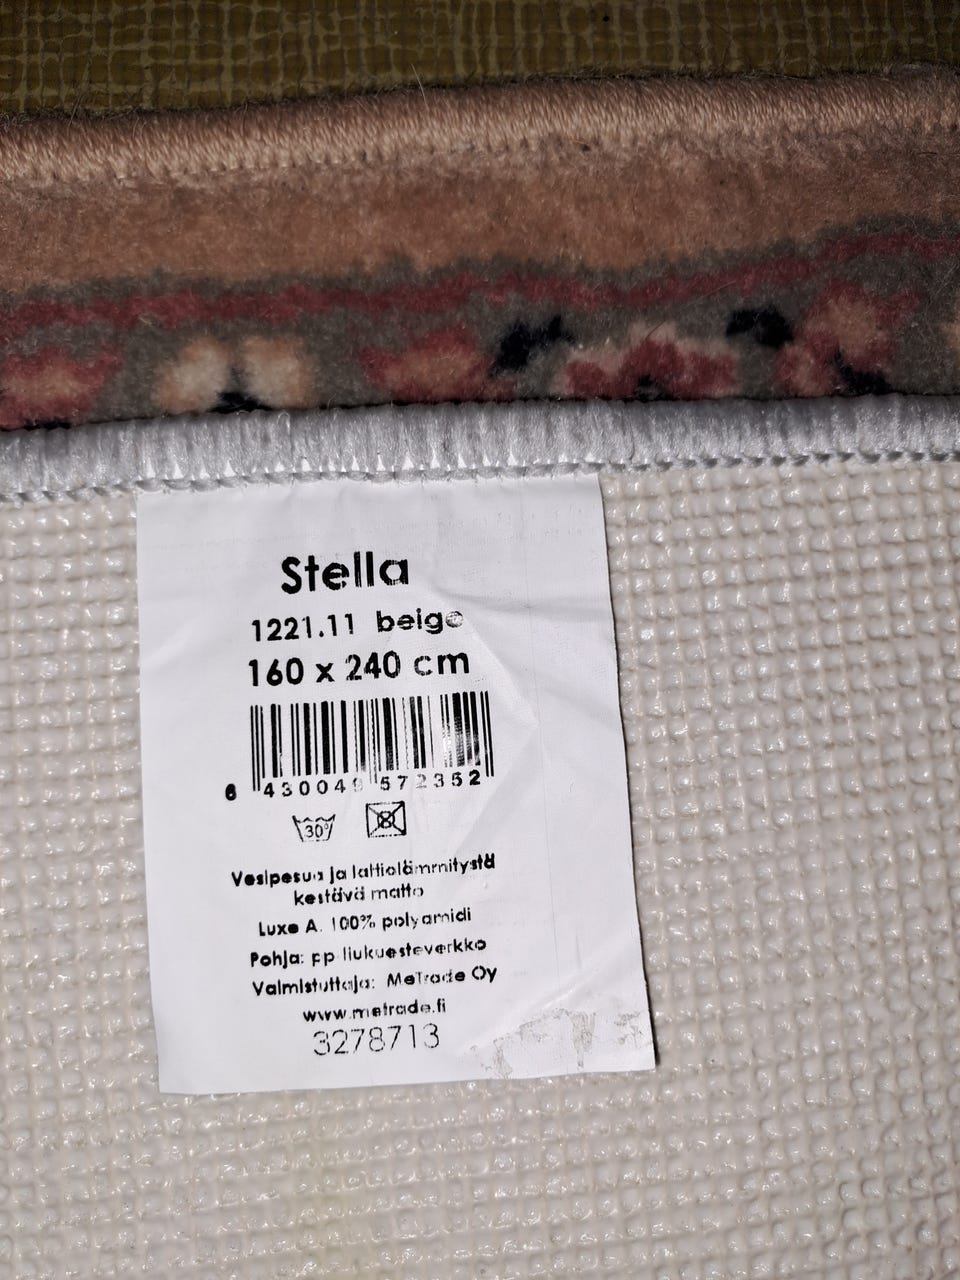 Stella
1221.11 beige
160 x 240 cm
6 430049 572352
30°
Vesipesua ja lattialämmitystä
kestävä matto
Luxe A. 100% polyamidi
Pohja: pp liukuesteverkko
Valmistuttaja: MeTrade Oy
www.metrade.fi
3278713